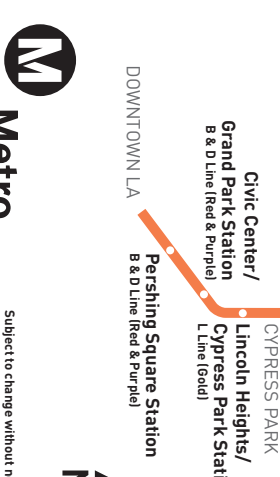 M
Metro
DOWNTOWN LA
Civic Center/
Grand Park Station
B & D Line (Red & Purple)
Pershing Square Station
B & D Line (Red & Purple)
CYPRESS PARK
Lincoln Heights/
Cypress Park Stati
L Line (Gold)
Subject to change without n